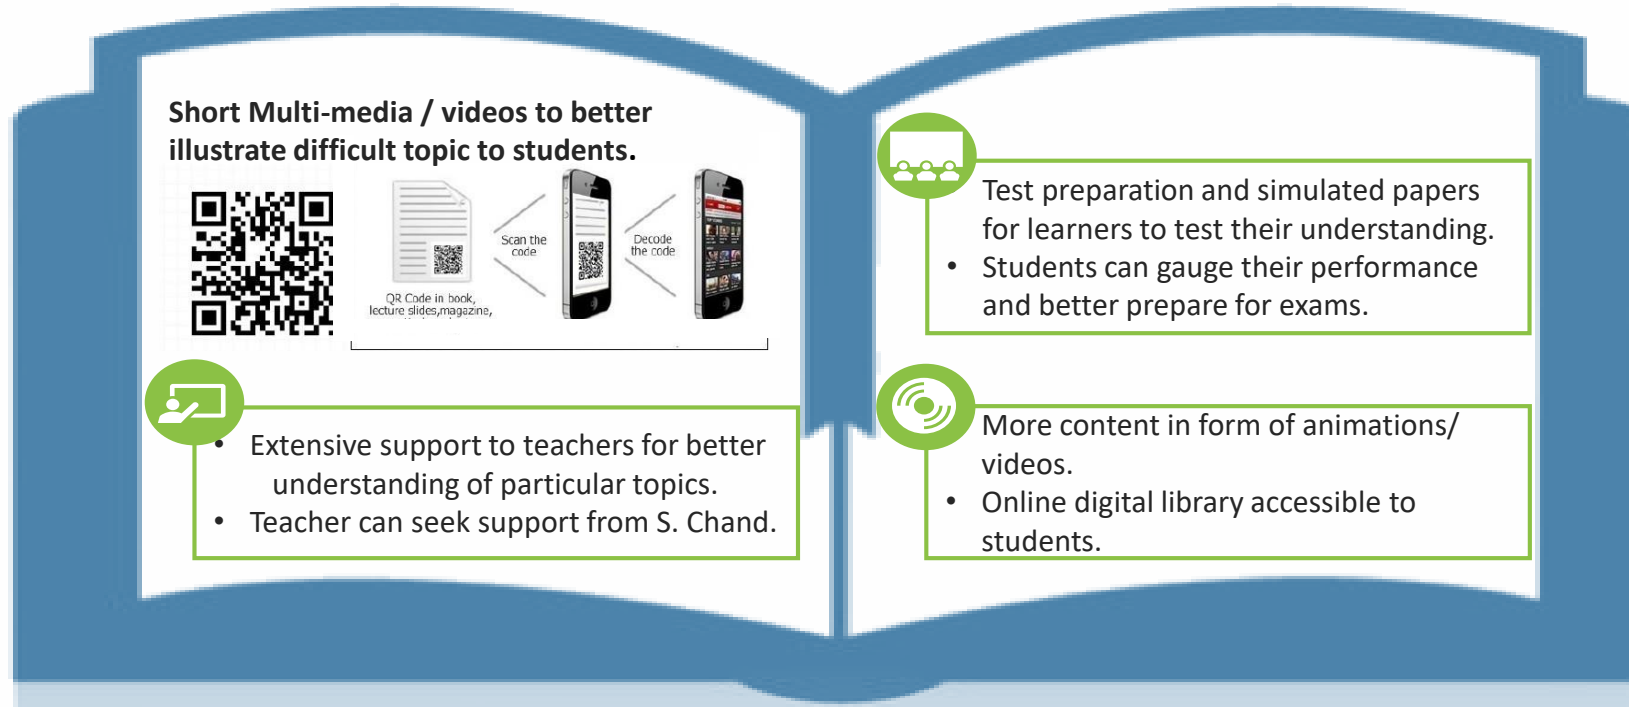 Short Multi-media / videos to better
illustrate difficult topic to students.
Scan the
code
Decode
the code
QR Code in book,
lecture slides,magazine,
• Extensive support to teachers for better
understanding of particular topics.
• Teacher can seek support from S. Chand.
Test preparation and simulated papers
for learners to test their understanding.
• Students can gauge their performance
and better prepare for exams.
More content in form of animations/
videos.
• Online digital library accessible to
students.